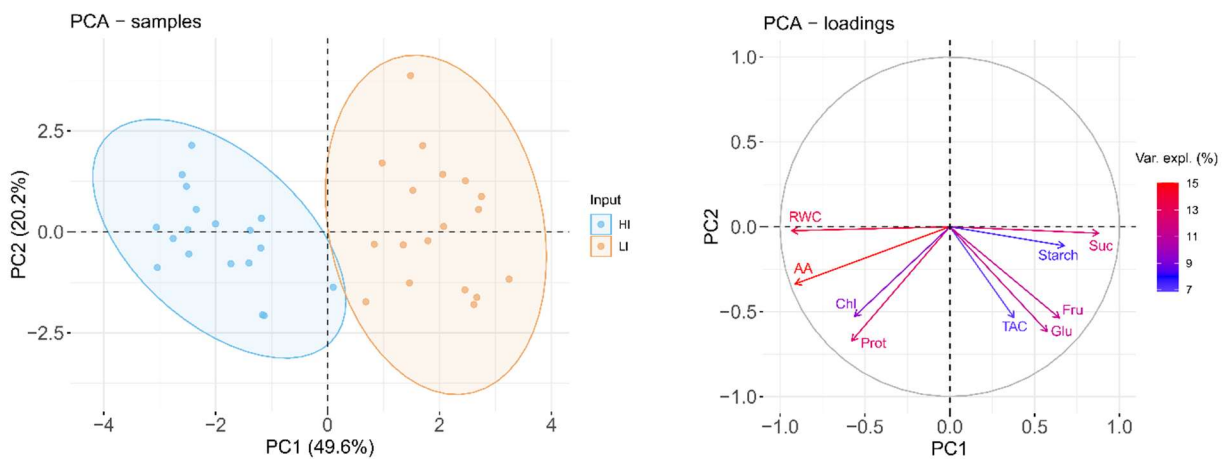 PCA − samples
2.5
0.0
−2.5
PC2 (20.2%)
−4
−2
0
2
4
PC1 (49.6%)
Input
HI
LI
PCA − loadings
1.0
0.5
0.0
−0.5
−1.0
PC2
RWC
AA
Chl
Prot
Suc
Starch
Fru
Glu
TAC
−1.0
−0.5
0.0
0.5
1.0
PC1
Var. expl. (%)
15
13
11
9
7